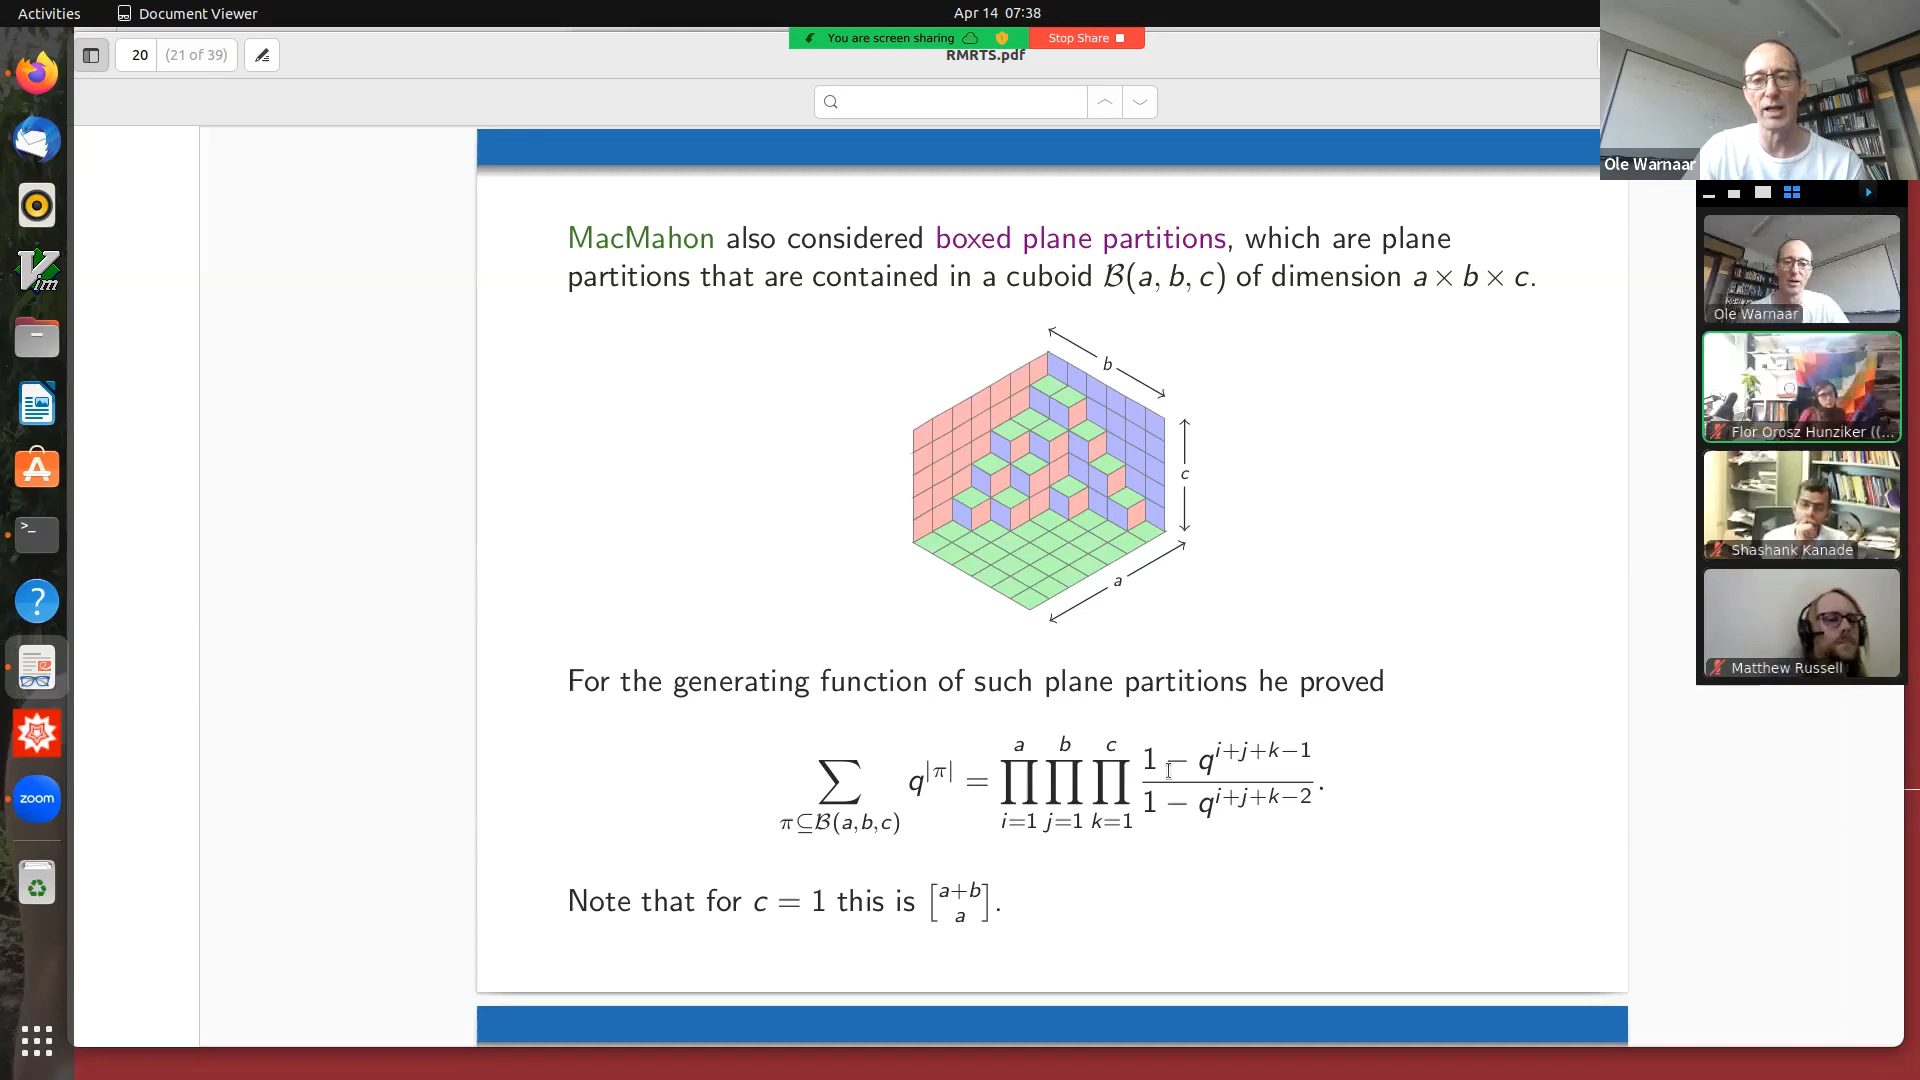 Activities
Document Viewer
Apr 14 07:38
You are screen sharing
Stop Share
20
(21 of 39)
RMRTS.pdf
MacMahon also considered boxed plane partitions, which are plane
partitions that are contained in a cuboid ℬ(a, b, c) of dimension a × b × c.
b
c
a
For the generating function of such plane partitions he proved
∑_{π⊆ℬ(a,b,c)} q^{|π|} = ∏_{i=1}^{a} ∏_{j=1}^{b} ∏_{k=1}^{c} (1 − q^{i+j+k−1})/(1 − q^{i+j+k−2}).
Note that for c = 1 this is [a+b a].
Ole Warnaar
Ole Warnaar
Flor Orosz Hunziker ((...
Shashank Kanade
Matthew Russell
Vim
>_
?
zoom